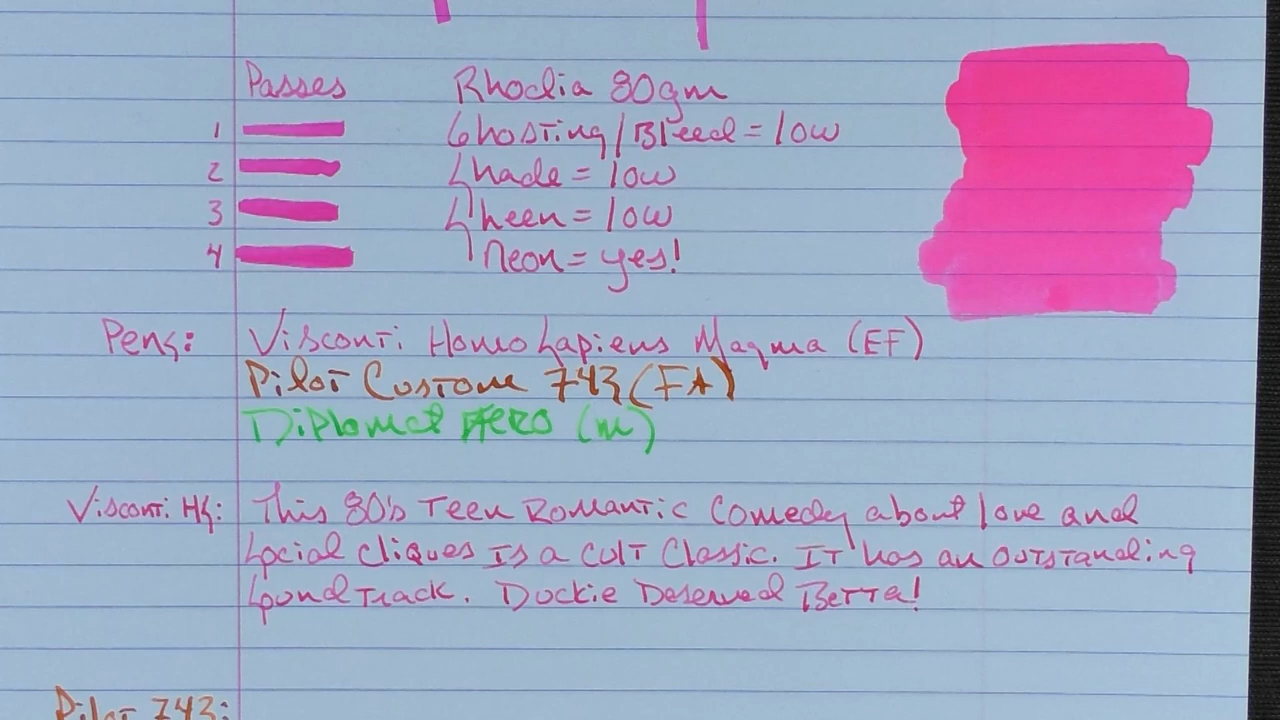 Passes Rhodia 80gm
1 Ghosting/Bleed = low
2 Shade = low
3 Sheen = low
4 Neon = yes!
Pens: Visconti Homo Sapiens Magma (EF)
Pilot Custom 743 (FA)
Diplomat Aero (m)
Visconti HS: This 80's Teen Romantic Comedy about love and
Social cliques Is a cult Classic. It has an outstanding
Soundtrack. Duckie Deserved Betta!
Pilot 743: